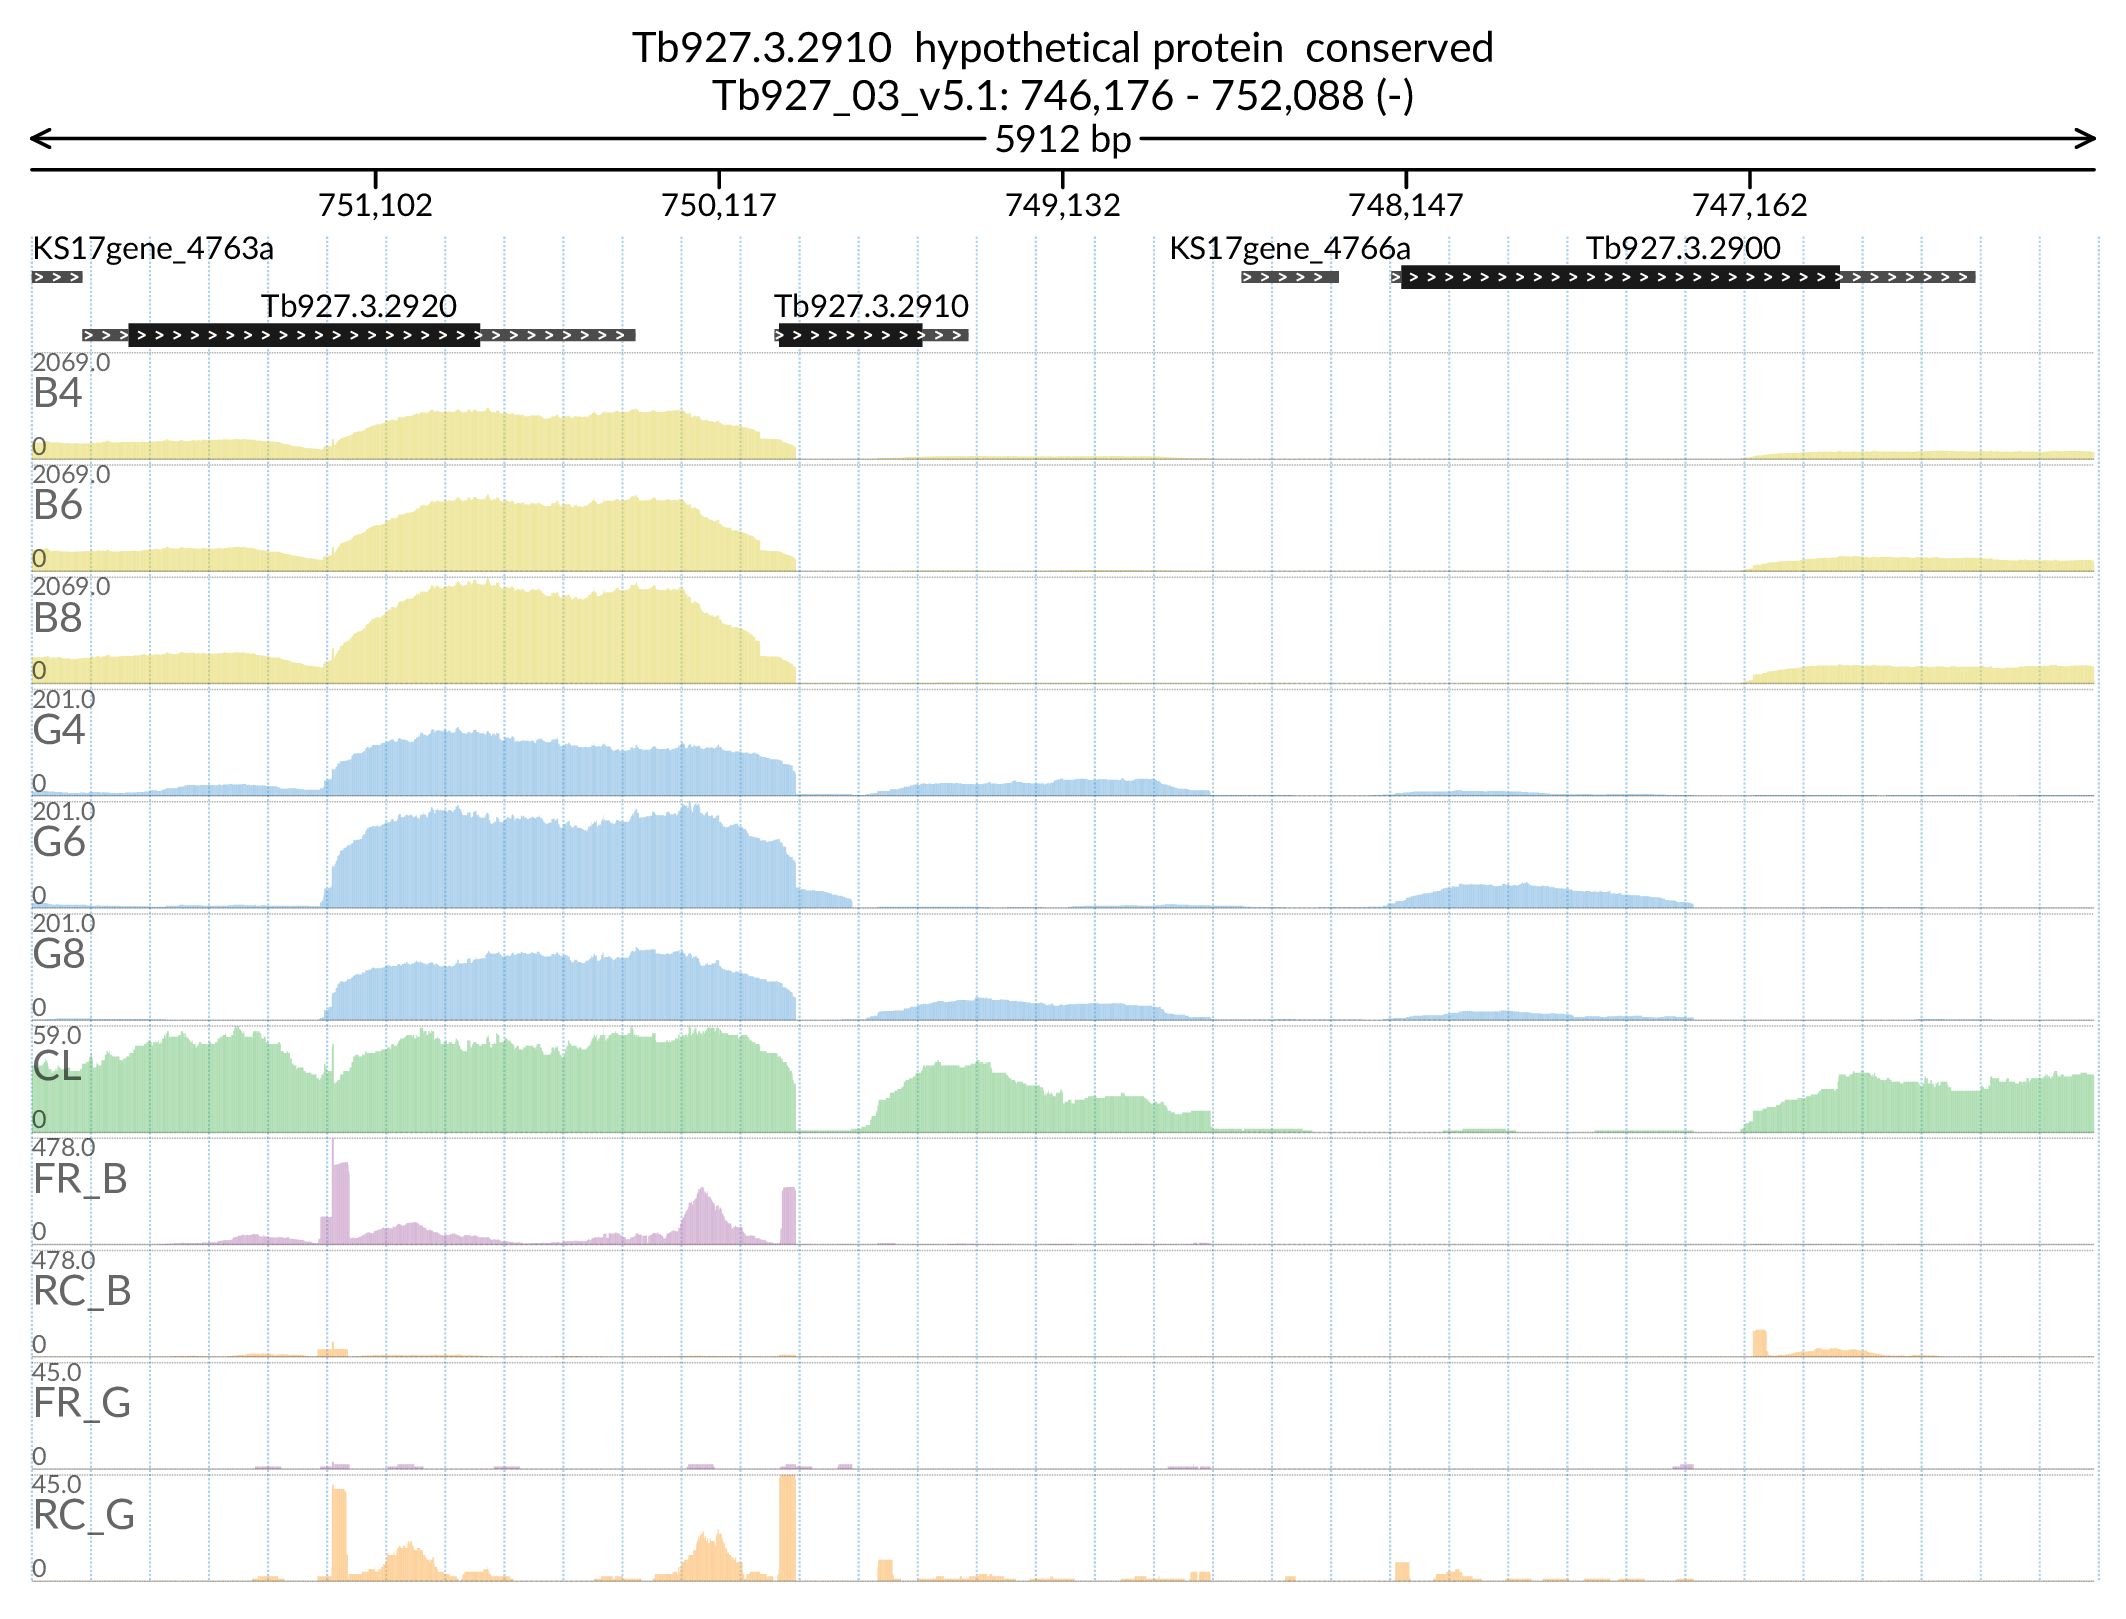 Tb927.3.2910  hypothetical protein  conserved
Tb927_03_v5.1: 746,176 - 752,088 (-)
5912 bp
751,102 750,117 749,132 748,147 747,162
KS17gene_4763a KS17gene_4766a Tb927.3.2900
Tb927.3.2920 Tb927.3.2910
2069.0
B4
0
2069.0
B6
0
2069.0
B8
0
201.0
G4
0
201.0
G6
0
201.0
G8
0
59.0
CL
0
478.0
FR_B
0
478.0
RC_B
0
45.0
FR_G
0
45.0
RC_G
0